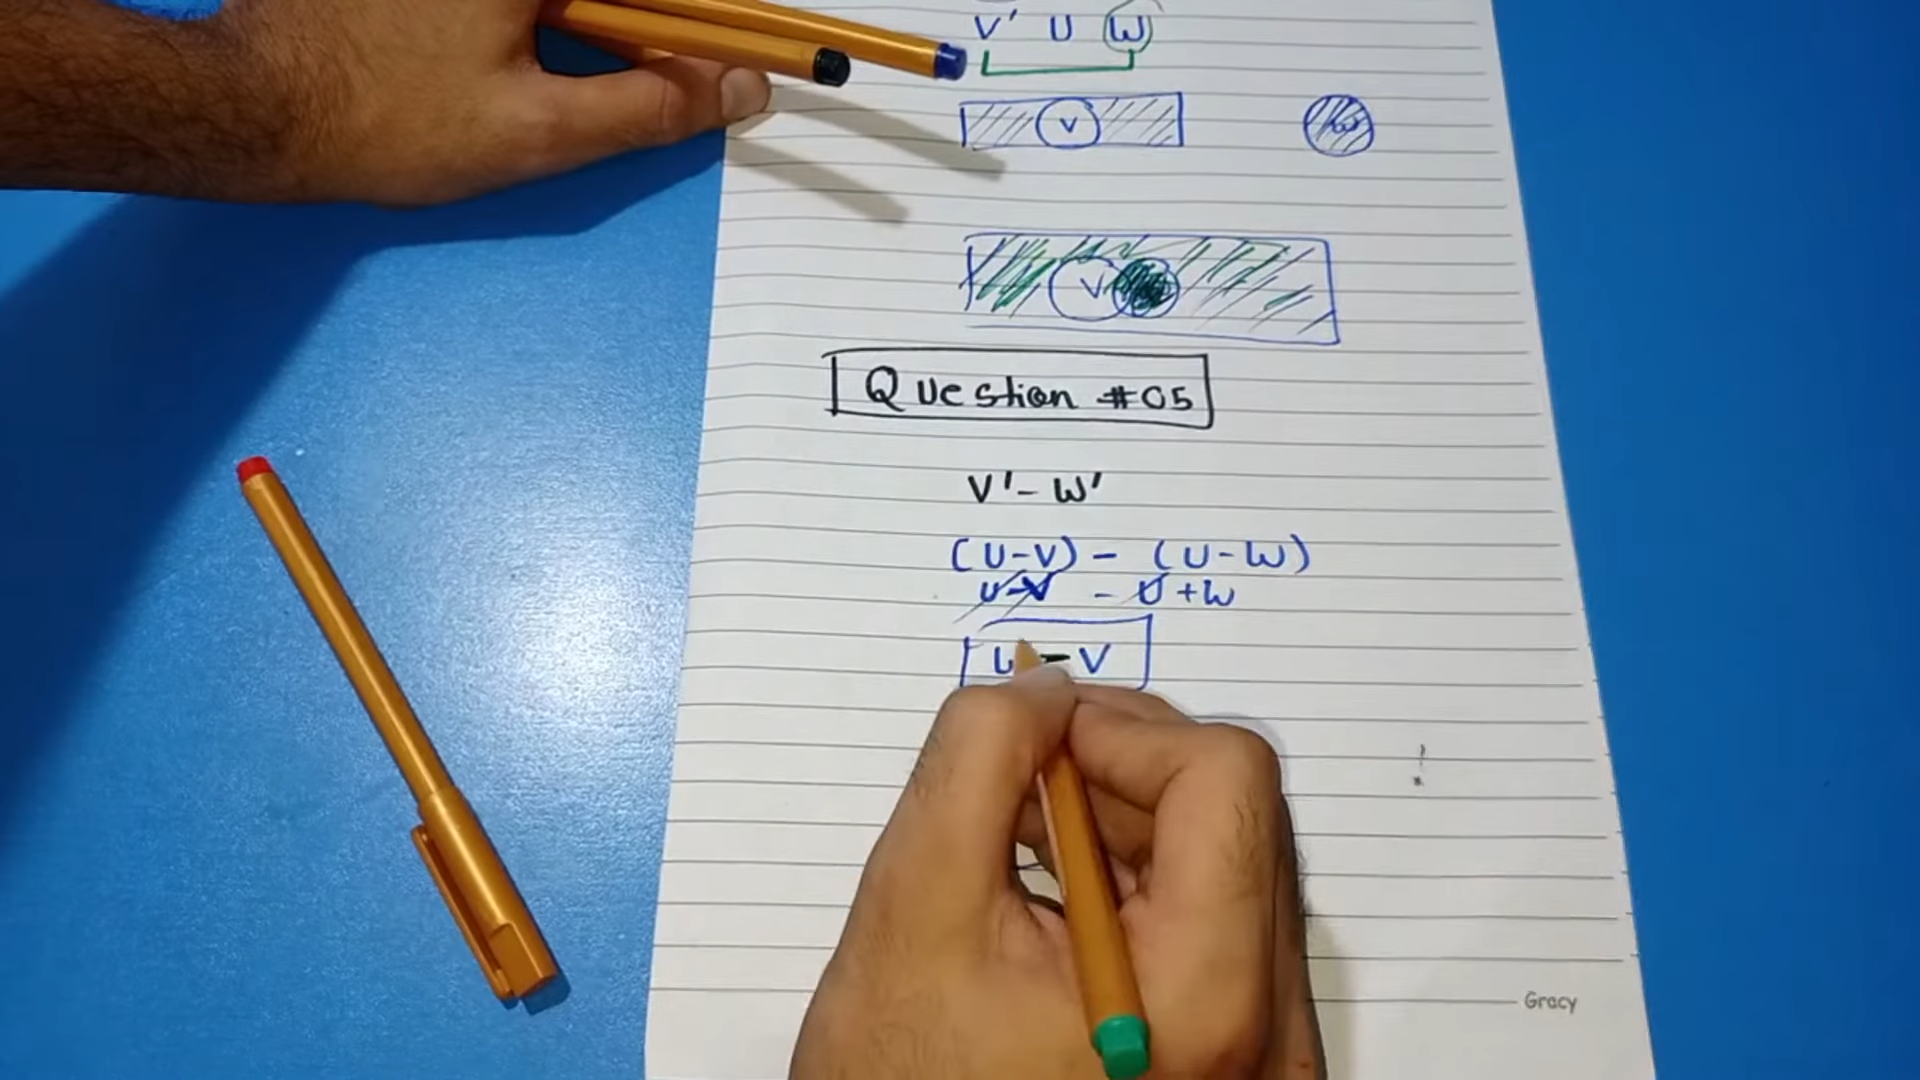 V' U W
V W
V
Question #05
V' - W'
(U-V) - (U-W)
U-V - U+W
W - V
Gracy